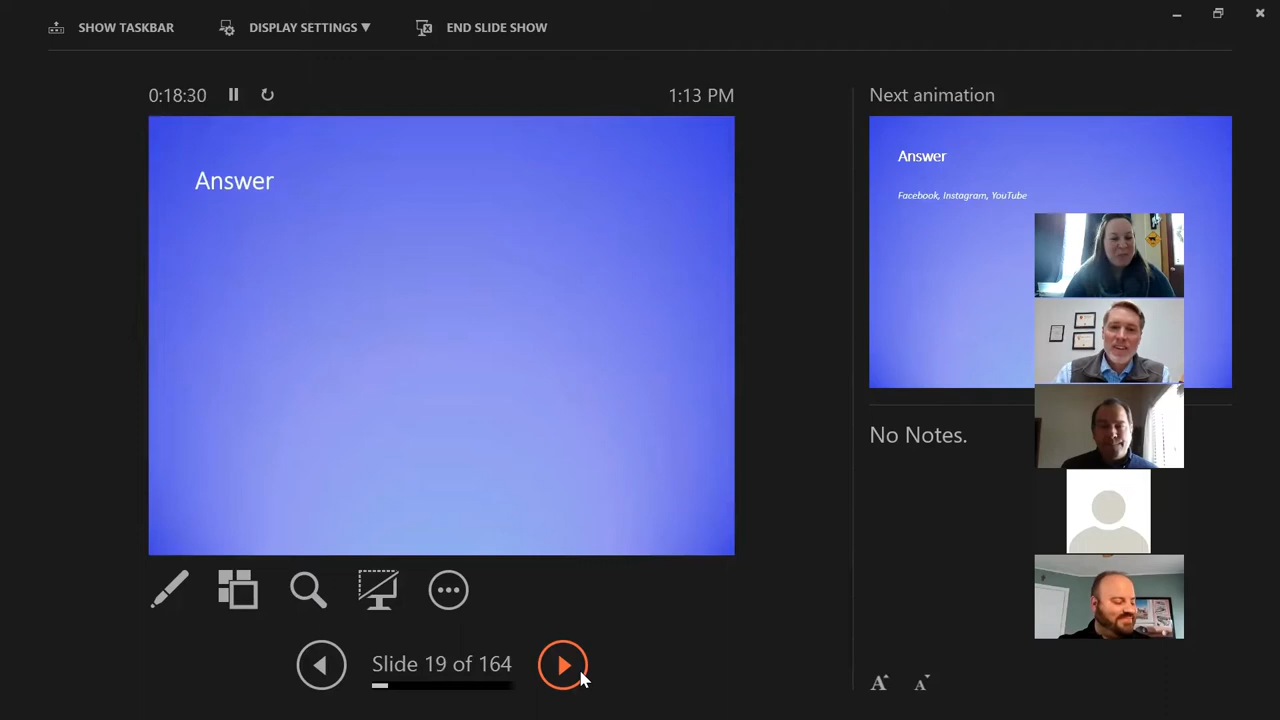 SHOW TASKBAR DISPLAY SETTINGS ▼ END SLIDE SHOW
0:18:30 1:13 PM
Answer
Next animation
Answer
Facebook, Instagram, YouTube
No Notes.
Slide 19 of 164
A A